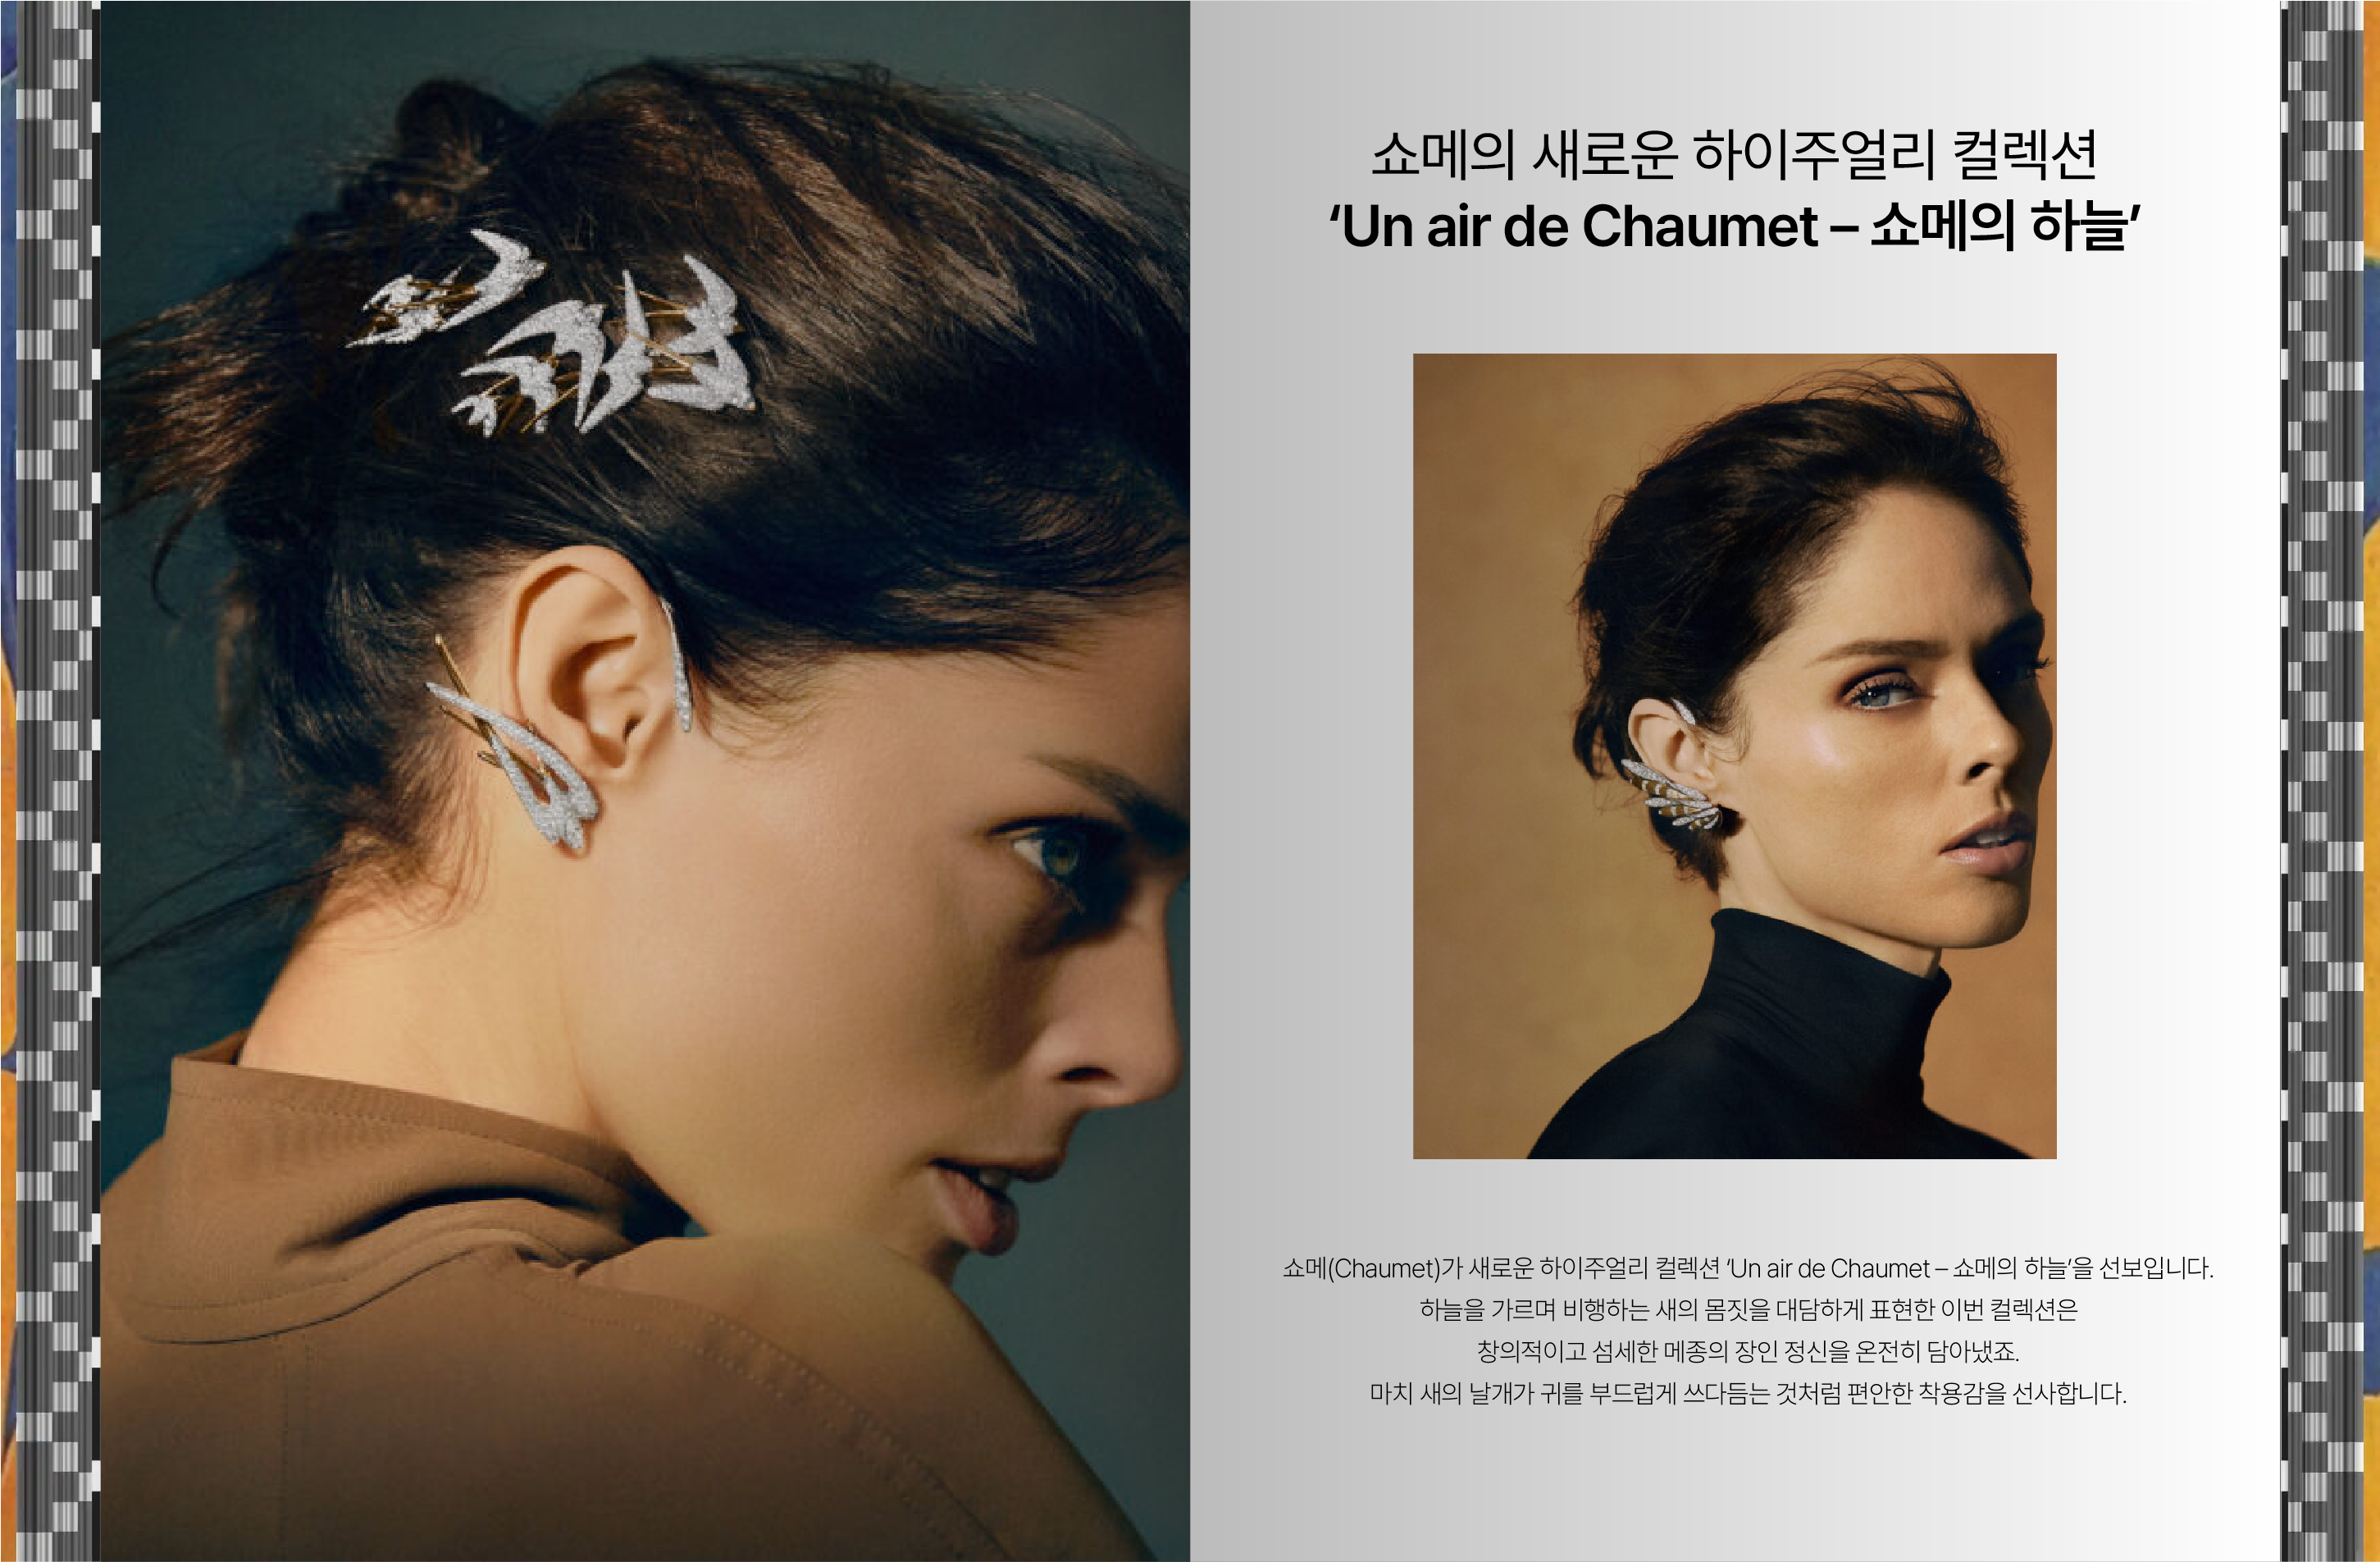 쇼메의 새로운 하이주얼리 컬렉션
‘Un air de Chaumet – 쇼메의 하늘’
쇼메(Chaumet)가 새로운 하이주얼리 컬렉션 ‘Un air de Chaumet – 쇼메의 하늘’을 선보입니다.
하늘을 가르며 비행하는 새의 몸짓을 대담하게 표현한 이번 컬렉션은
창의적이고 섬세한 메종의 장인 정신을 온전히 담아냈죠.
마치 새의 날개가 귀를 부드럽게 쓰다듬는 것처럼 편안한 착용감을 선사합니다.